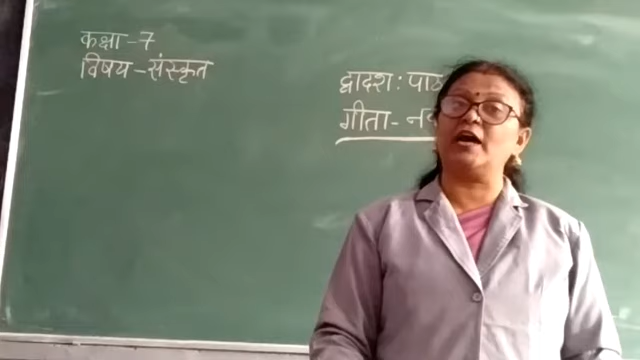 कक्षा-7
विषय-संस्कृत
द्वादश: पाठ
गीता-